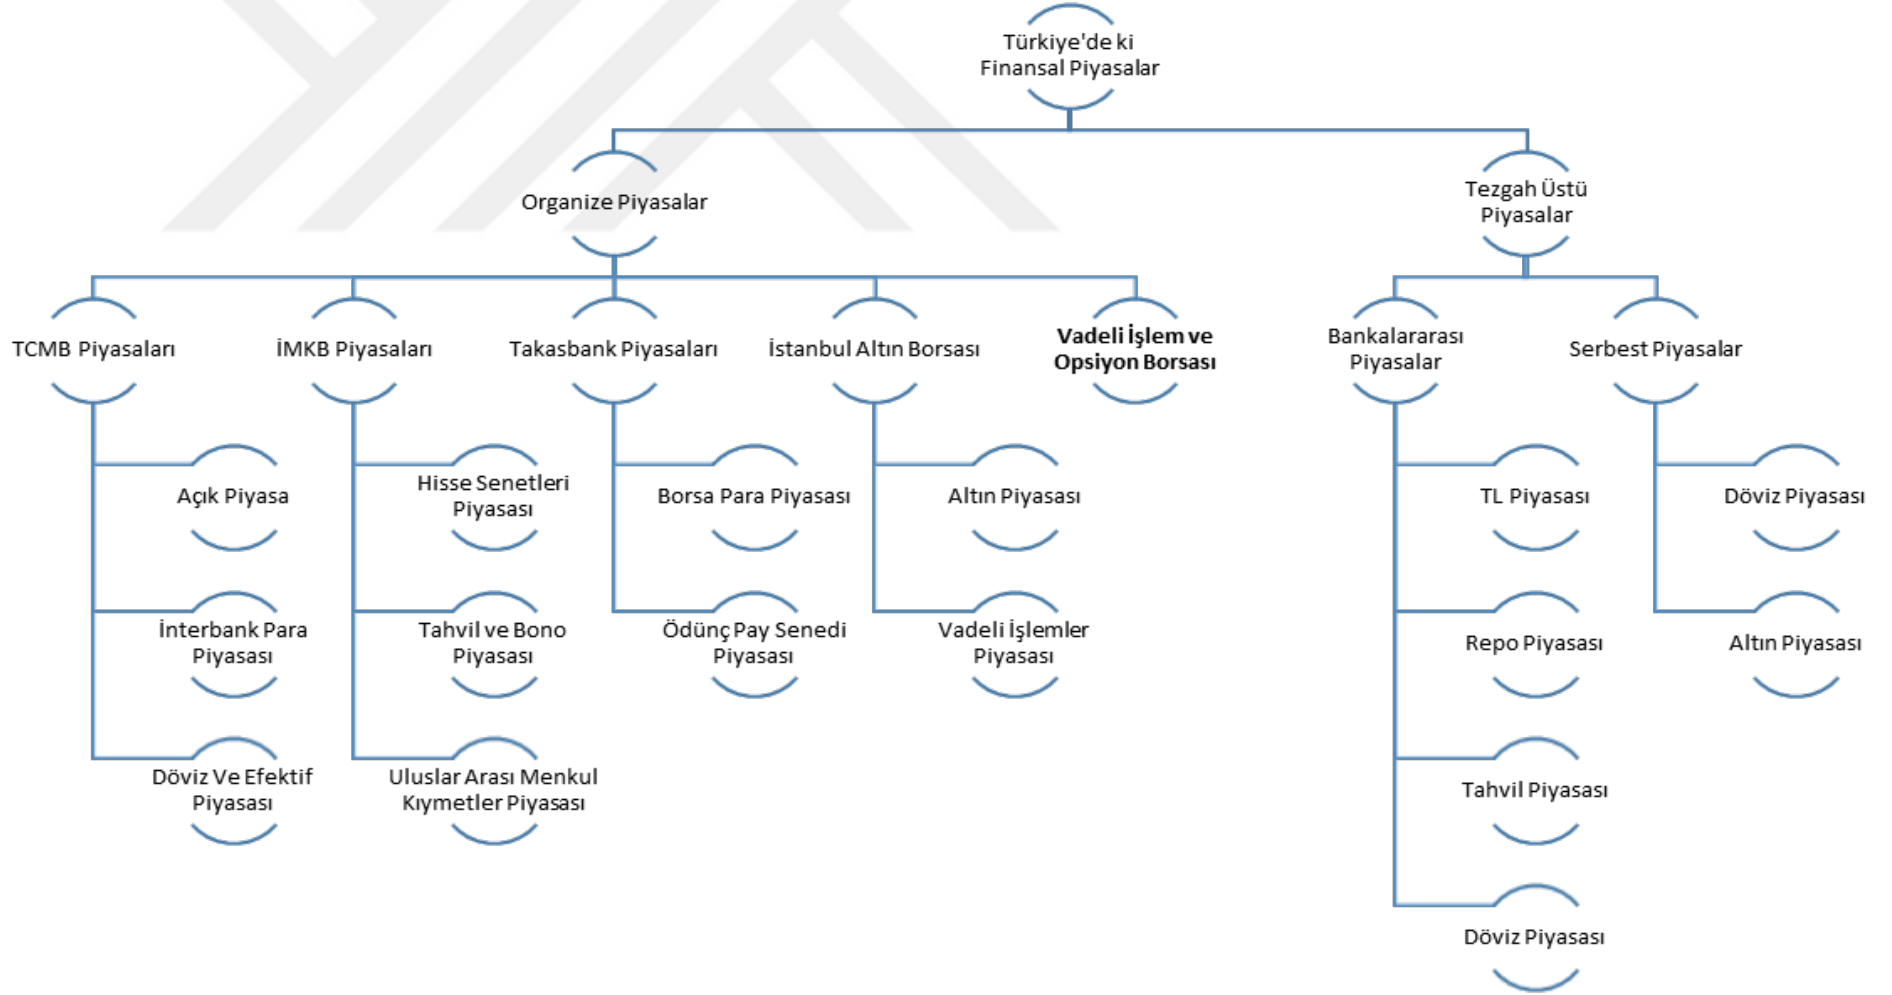 Türkiye'de ki
Finansal Piyasalar
Organize Piyasalar
Tezgah Üstü
Piyasalar
TCMB Piyasaları
İMKB Piyasaları
Takasbank Piyasaları
İstanbul Altın Borsası
Vadeli İşlem ve
Opsiyon Borsası
Bankalararası
Piyasalar
Serbest Piyasalar
Açık Piyasa
Hisse Senetleri
Piyasası
Borsa Para Piyasası
Altın Piyasası
TL Piyasası
Döviz Piyasası
İnterbank Para
Piyasası
Tahvil ve Bono
Piyasası
Ödünç Pay Senedi
Piyasası
Vadeli İşlemler
Piyasası
Repo Piyasası
Altın Piyasası
Döviz Ve Efektif
Piyasası
Uluslar Arası Menkul
Kıymetler Piyasası
Tahvil Piyasası
Döviz Piyasası